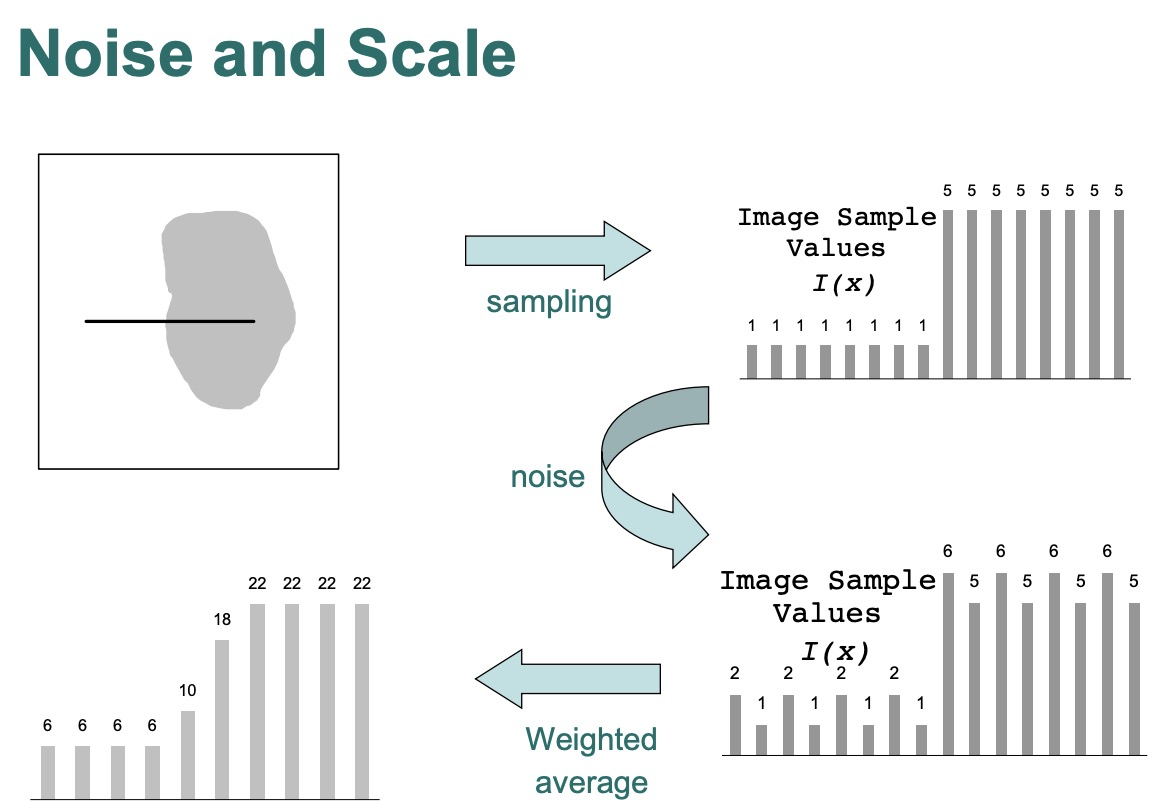 Noise and Scale
sampling
5 5 5 5 5 5 5 5
Image Sample
Values
I(x)
1 1 1 1 1 1 1 1
noise
6 6 6 6
5 5 5 5
Image Sample
Values
I(x)
2 2 2 2
1 1 1 1
Weighted
average
22 22 22 22
18
10
6 6 6 6